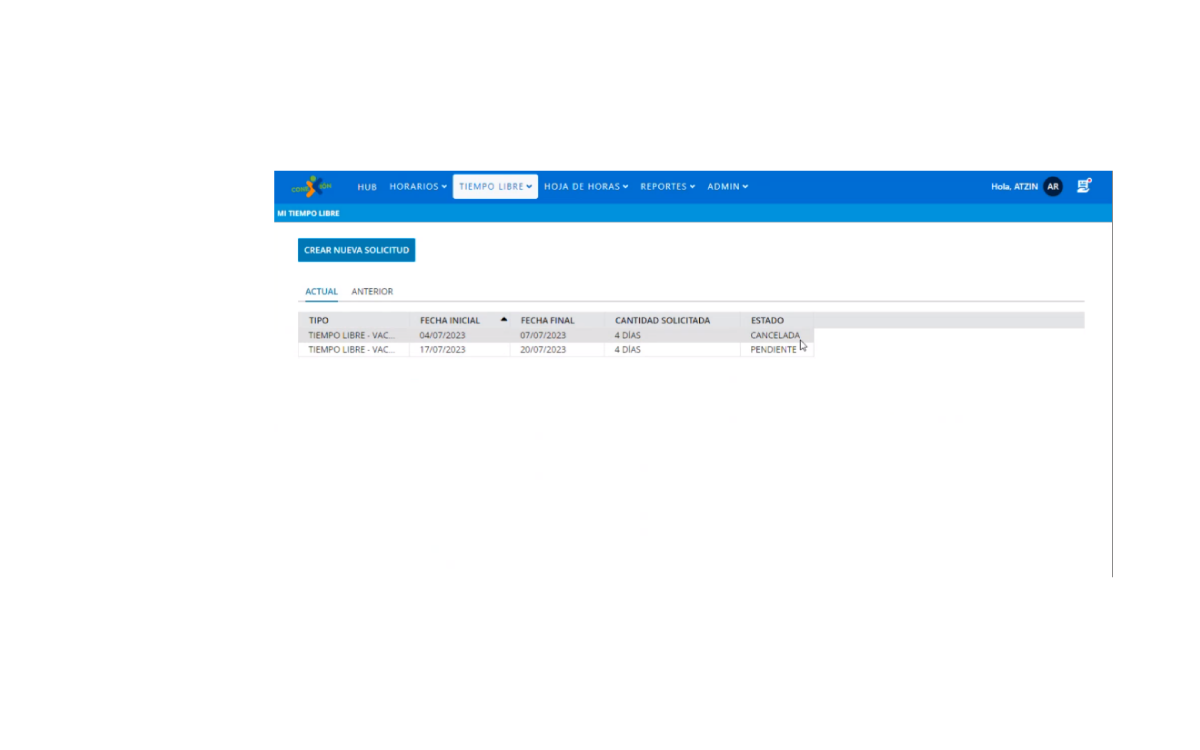 conexión HUB HORARIOS TIEMPO LIBRE HOJA DE HORAS REPORTES ADMIN Hola, ATZIN AR
MI TIEMPO LIBRE
CREAR NUEVA SOLICITUD
ACTUAL ANTERIOR
TIPO FECHA INICIAL FECHA FINAL CANTIDAD SOLICITADA ESTADO
TIEMPO LIBRE - VAC... 04/07/2023 07/07/2023 4 DÍAS CANCELADA
TIEMPO LIBRE - VAC... 17/07/2023 20/07/2023 4 DÍAS PENDIENTE